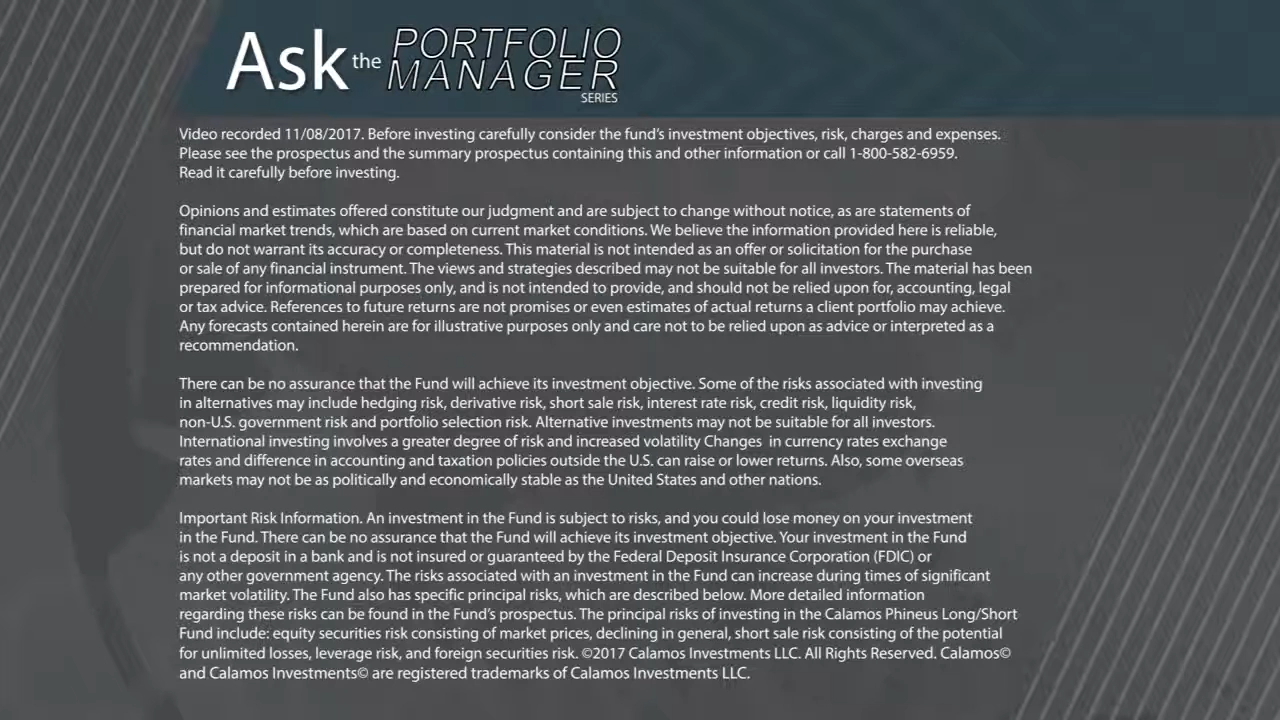 Ask the PORTFOLIO
MANAGER
SERIES
Video recorded 11/08/2017. Before investing carefully consider the fund's investment objectives, risk, charges and expenses.
Please see the prospectus and the summary prospectus containing this and other information or call 1-800-582-6959.
Read it carefully before investing.
Opinions and estimates offered constitute our judgment and are subject to change without notice, as are statements of
financial market trends, which are based on current market conditions. We believe the information provided here is reliable,
but do not warrant its accuracy or completeness. This material is not intended as an offer or solicitation for the purchase
or sale of any financial instrument. The views and strategies described may not be suitable for all investors. The material has been
prepared for informational purposes only, and is not intended to provide, and should not be relied upon for, accounting, legal
or tax advice. References to future returns are not promises or even estimates of actual returns a client portfolio may achieve.
Any forecasts contained herein are for illustrative purposes only and care not to be relied upon as advice or interpreted as a
recommendation.
There can be no assurance that the Fund will achieve its investment objective. Some of the risks associated with investing
in alternatives may include hedging risk, derivative risk, short sale risk, interest rate risk, credit risk, liquidity risk,
non-U.S. government risk and portfolio selection risk. Alternative investments may not be suitable for all investors.
International investing involves a greater degree of risk and increased volatility Changes  in currency rates exchange
rates and difference in accounting and taxation policies outside the U.S. can raise or lower returns. Also, some overseas
markets may not be as politically and economically stable as the United States and other nations.
Important Risk Information. An investment in the Fund is subject to risks, and you could lose money on your investment
in the Fund. There can be no assurance that the Fund will achieve its investment objective. Your investment in the Fund
is not a deposit in a bank and is not insured or guaranteed by the Federal Deposit Insurance Corporation (FDIC) or
any other government agency. The risks associated with an investment in the Fund can increase during times of significant
market volatility. The Fund also has specific principal risks, which are described below. More detailed information
regarding these risks can be found in the Fund's prospectus. The principal risks of investing in the Calamos Phineus Long/Short
Fund include: equity securities risk consisting of market prices, declining in general, short sale risk consisting of the potential
for unlimited losses, leverage risk, and foreign securities risk. ©2017 Calamos Investments LLC. All Rights Reserved. Calamos©
and Calamos Investments© are registered trademarks of Calamos Investments LLC.